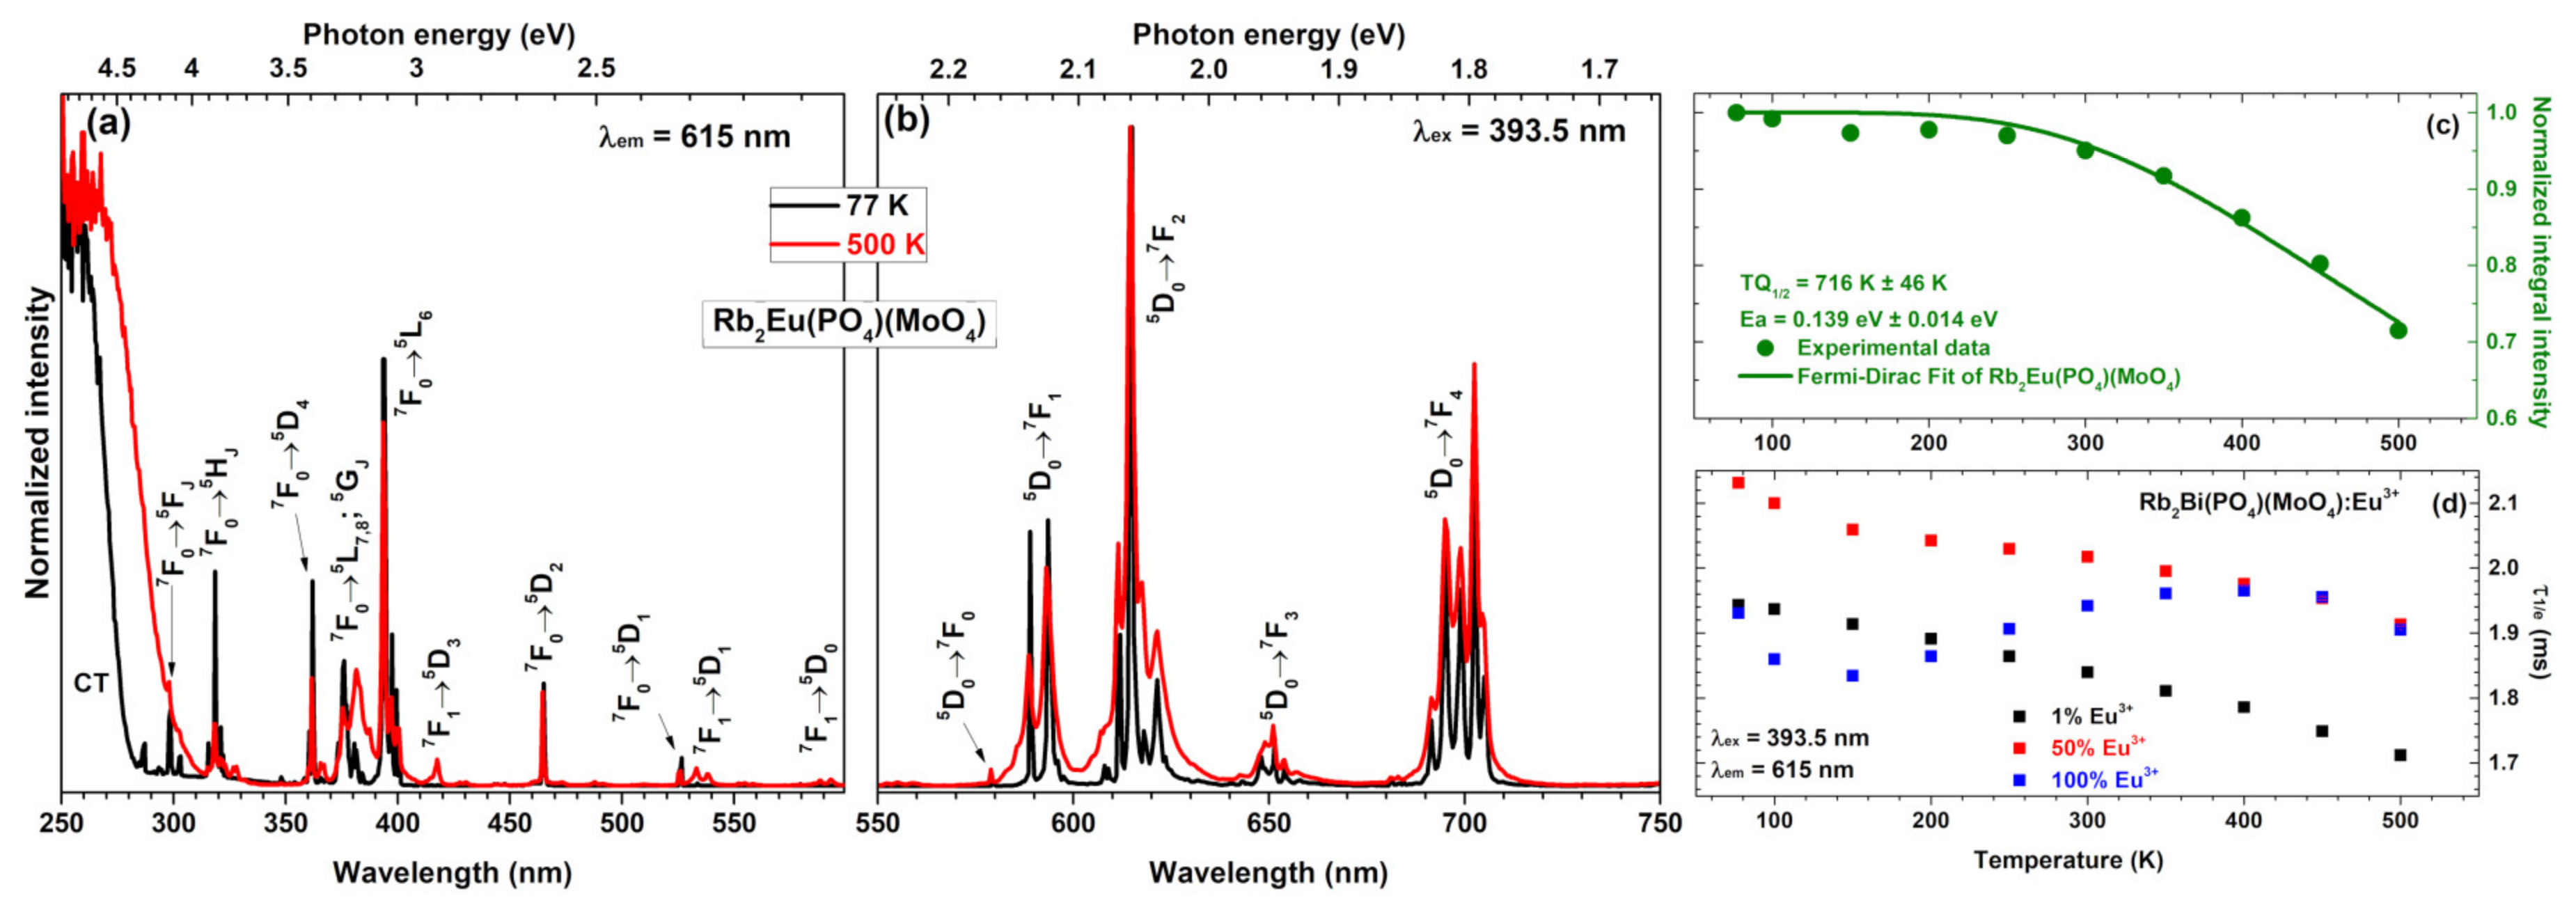 Photon energy (eV)
4.5 4 3.5 3 2.5
(a)
λem = 615 nm
77 K
500 K
Rb2Eu(PO4)(MoO4)
Normalized intensity
CT
7F0→5FJ
7F0→5HJ
7F0→5D4
7F0→5L7,8; 5GJ
7F0→5L6
7F1→5D3
7F0→5D2
7F0→5D1
7F1→5D1
7F1→5D0
250 300 350 400 450 500 550
Wavelength (nm)
Photon energy (eV)
2.2 2.1 2.0 1.9 1.8 1.7
(b)
λex = 393.5 nm
5D0→7F0
5D0→7F1
5D0→7F2
5D0→7F3
5D0→7F4
550 600 650 700 750
Wavelength (nm)
(c)
TQ1/2 = 716 K ± 46 K
Ea = 0.139 eV ± 0.014 eV
Experimental data
Fermi-Dirac Fit of Rb2Eu(PO4)(MoO4)
1.0
0.9
0.8
0.7
0.6
Normalized integral intensity
100 200 300 400 500
Rb2Bi(PO4)(MoO4):Eu3+ (d)
λex = 393.5 nm
λem = 615 nm
1% Eu3+
50% Eu3+
100% Eu3+
2.1
2.0
1.9
1.8
1.7
τ1/e (ms)
100 200 300 400 500
Temperature (K)